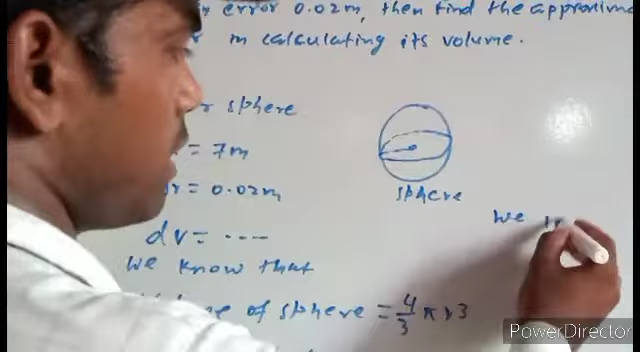 error 0.02m, then find the approxima
m calculating its volume.
sphere
= 7m
= 0.02m
sphere
dv = ----
We
We know that
of sphere = 4/3 πr3
PowerDirector